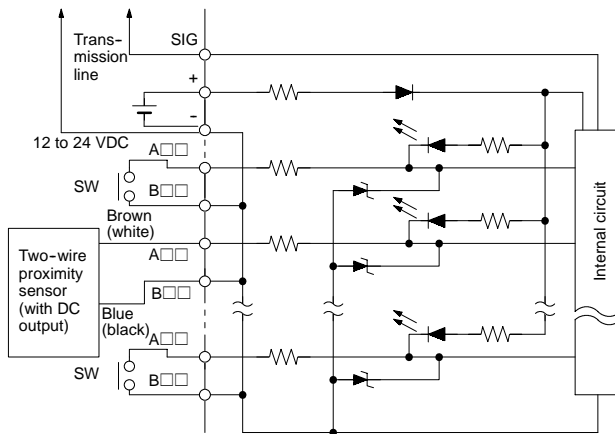 Trans-
mission
line
SIG
+
-
12 to 24 VDC
A□□
SW
B□□
Brown
(white)
Two-wire
proximity
sensor
(with DC
output)
A□□
B□□
Blue
(black)
A□□
SW
B□□
Internal circuit